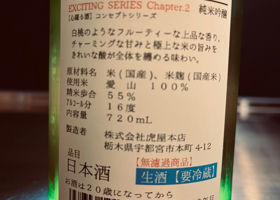 EXCITING SERIES Chapter.2 純米吟醸
【心躍る酒】コンセプトシリーズ
白桃のようなフルーティーな上品な香り、
チャーミングな甘みと極上な米の旨みを
きれいな酸が全体を纏める味わい。
原材料名 米(国産)、米麹(国産米)
使用米 愛山 100%
精米歩合 55%
アルコール分 16度
内容量 720mL
製造者 株式会社虎屋本店
栃木県宇都宮市本町4-12
品目 【無濾過商品】
日本酒 生酒【要冷蔵】
お酒は20歳になってから